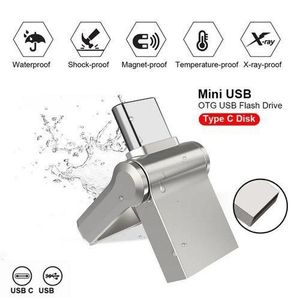 X-ray
Waterproof Shock-proof Magnet-proof Temperature-proof X-ray-proof
Mini USB
OTG USB Flash Drive
Type C Disk
USB C USB